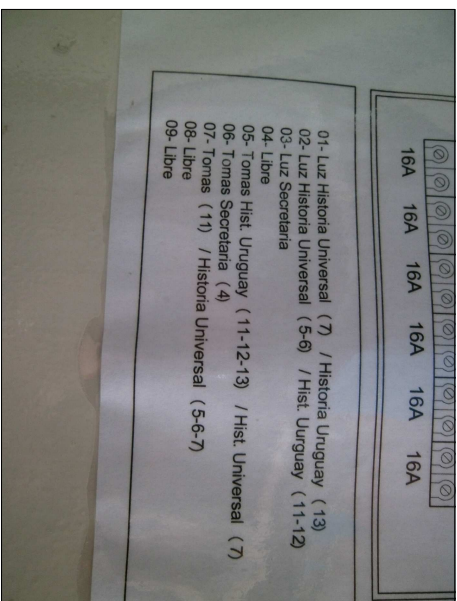 16A 16A 16A 16A 16A 16A
01- Luz Historia Universal ( 7) / Historia Uruguay ( 13)
02- Luz Historia Universal ( 5-6) / Hist. Uurguay ( 11-12)
03- Luz Secretaria
04- Libre
05- Tomas Hist. Uruguay ( 11-12-13) / Hist. Universal ( 7)
06- Tomas Secretaria ( 4)
07- Tomas ( 11) / Historia Universal ( 5-6-7)
08- Libre
09- Libre